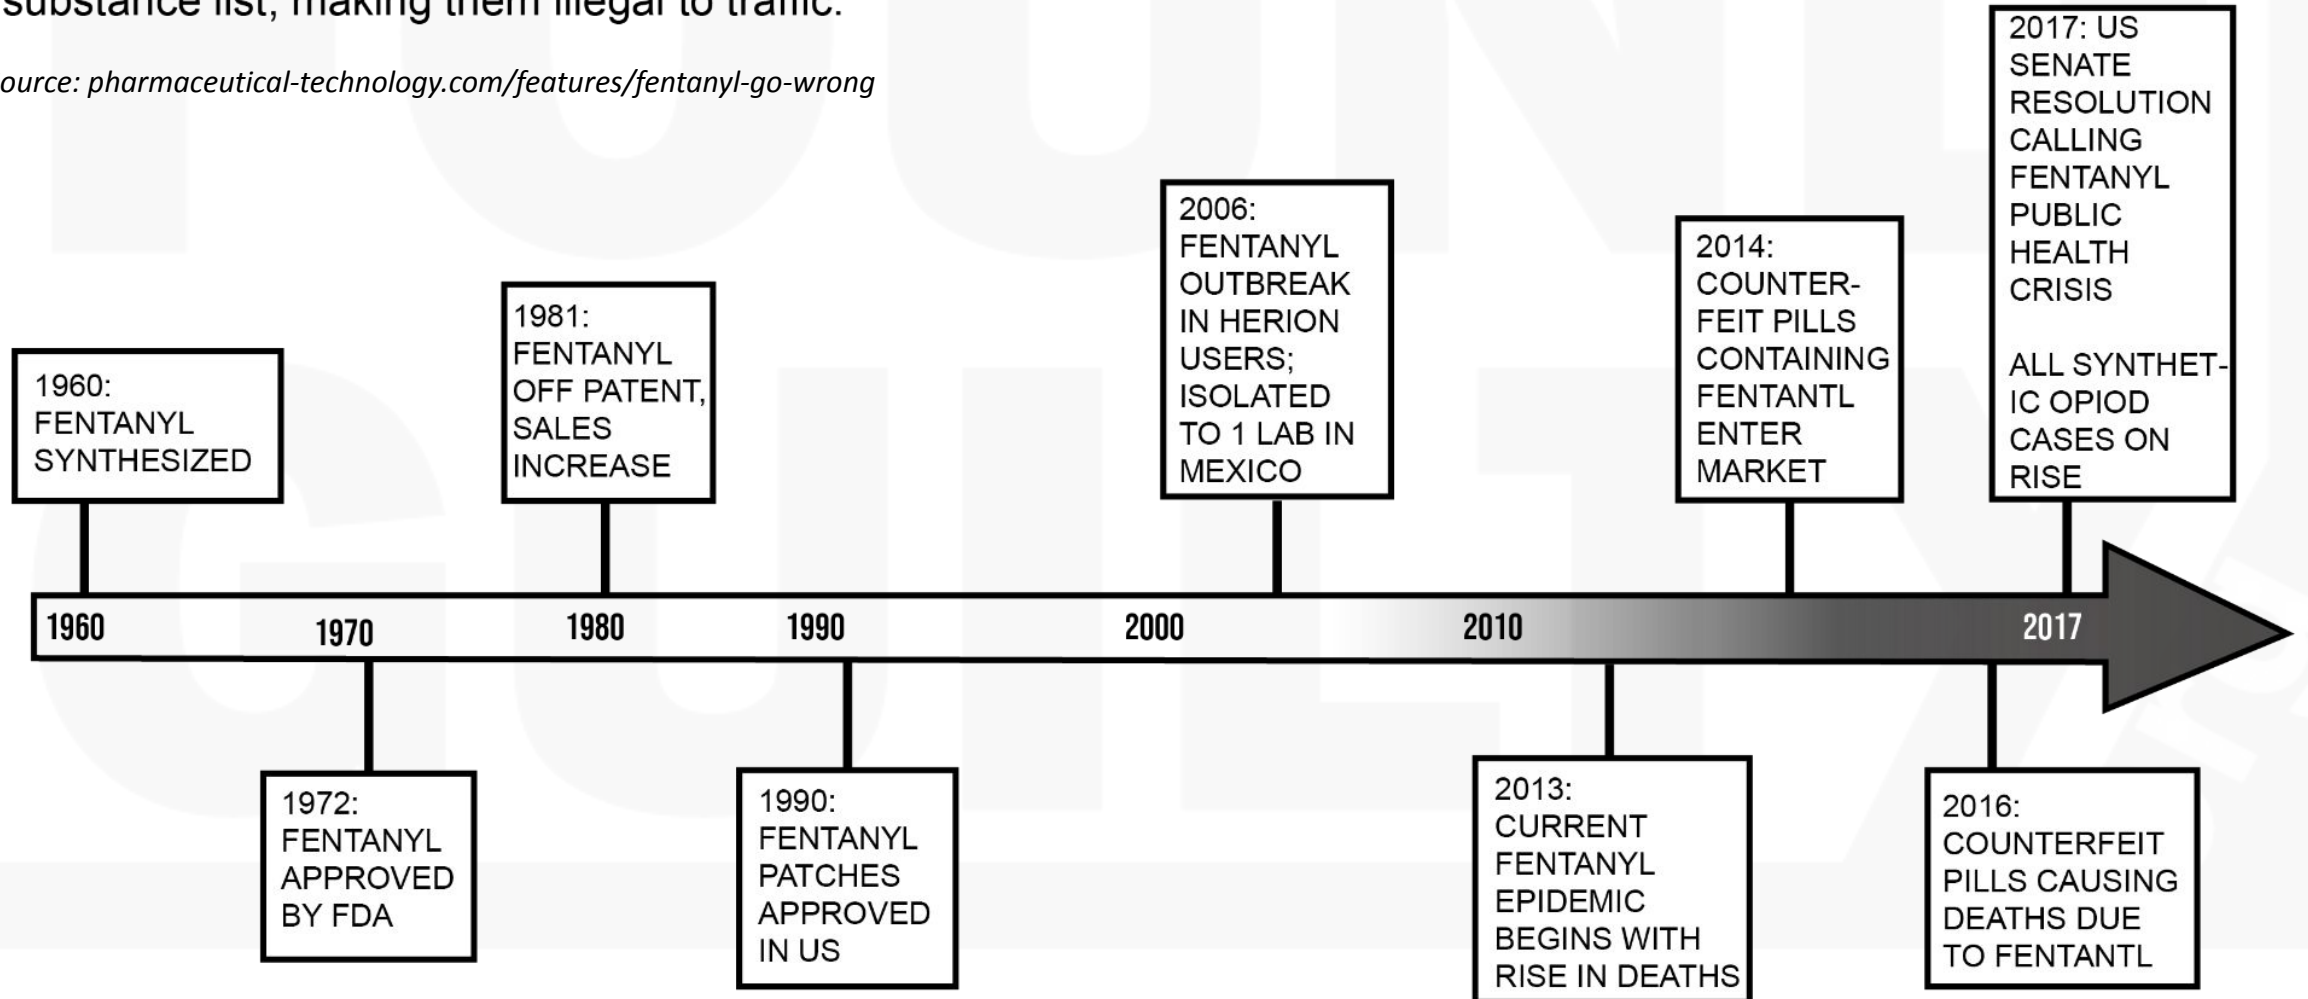 substance list, making them illegal to traffic.
ource: pharmaceutical-technology.com/features/fentanyl-go-wrong
1960:
FENTANYL
SYNTHESIZED
1981:
FENTANYL
OFF PATENT,
SALES
INCREASE
2006:
FENTANYL
OUTBREAK
IN HERION
USERS;
ISOLATED
TO 1 LAB IN
MEXICO
2014:
COUNTER-
FEIT PILLS
CONTAINING
FENTANTL
ENTER
MARKET
2017: US
SENATE
RESOLUTION
CALLING
FENTANYL
PUBLIC
HEALTH
CRISIS
ALL SYNTHET-
IC OPIOD
CASES ON
RISE
1960 1970 1980 1990 2000 2010 2017
1972:
FENTANYL
APPROVED
BY FDA
1990:
FENTANYL
PATCHES
APPROVED
IN US
2013:
CURRENT
FENTANYL
EPIDEMIC
BEGINS WITH
RISE IN DEATHS
2016:
COUNTERFEIT
PILLS CAUSING
DEATHS DUE
TO FENTANTL